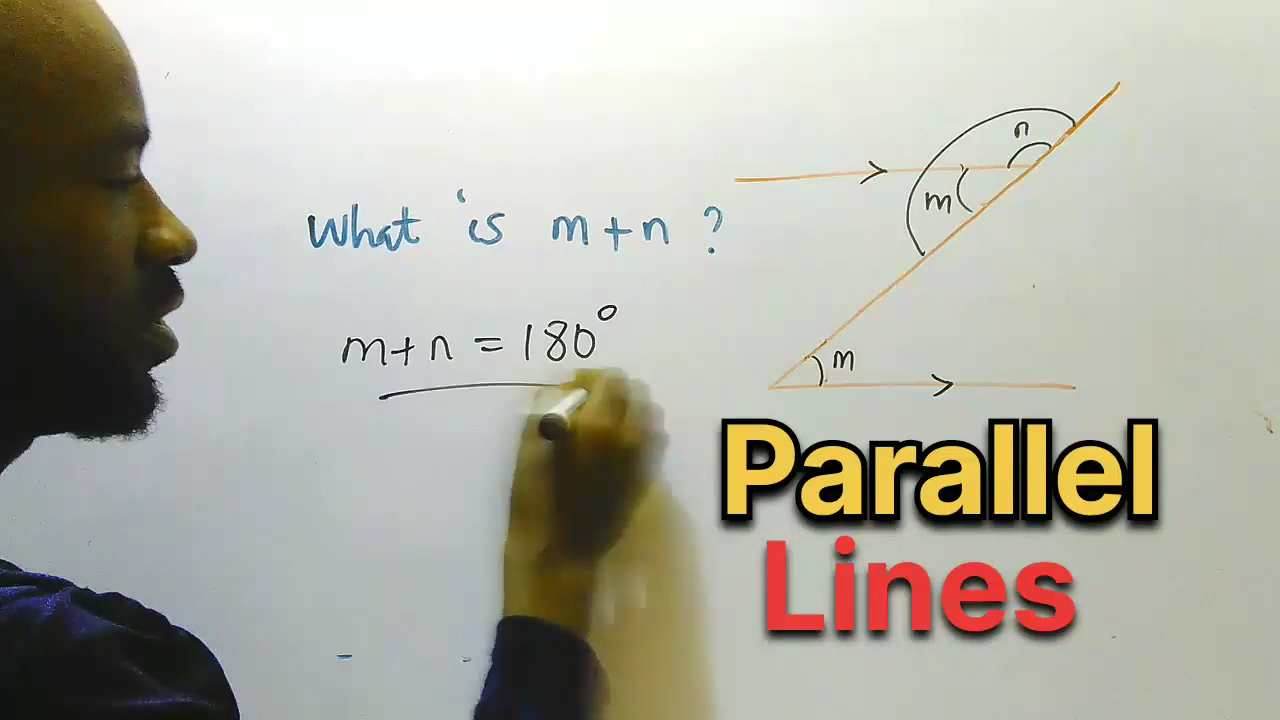 What is m+n ?
m+n = 180°
n
m
m
Parallel
Lines